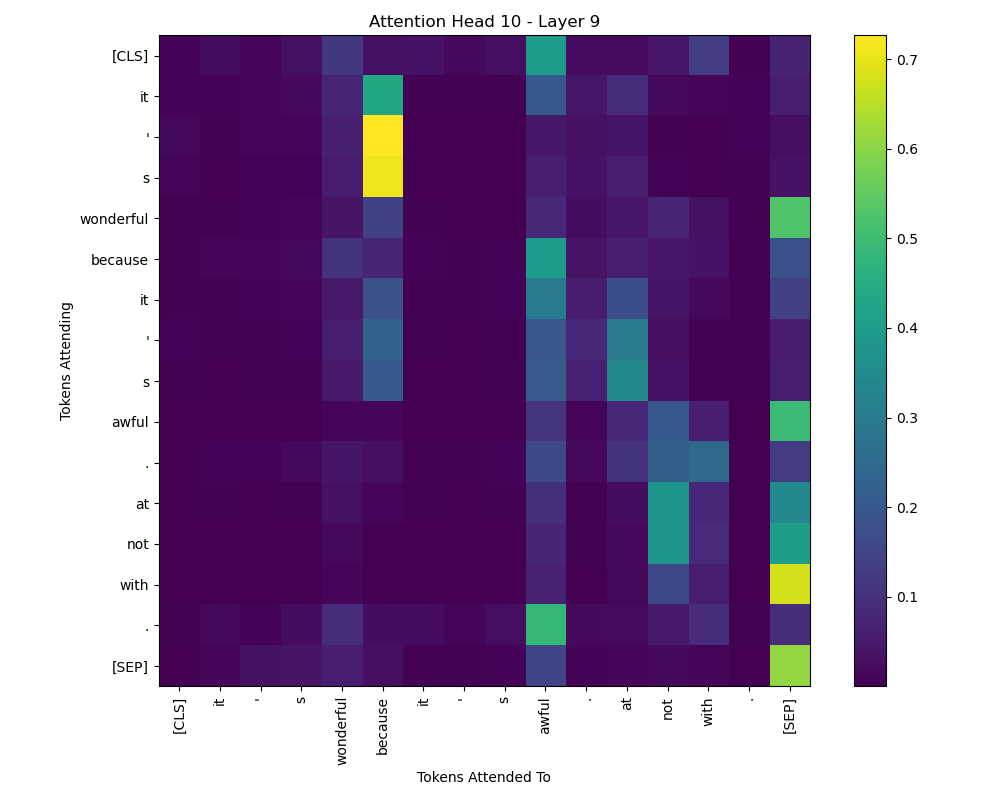 Attention Head 10 - Layer 9
[CLS]
it
'
s
wonderful
because
it
'
s
awful
.
at
not
with
.
[SEP]
Tokens Attending
[CLS]
it
'
s
wonderful
because
it
'
s
awful
.
at
not
with
.
[SEP]
Tokens Attended To
0.7
0.6
0.5
0.4
0.3
0.2
0.1